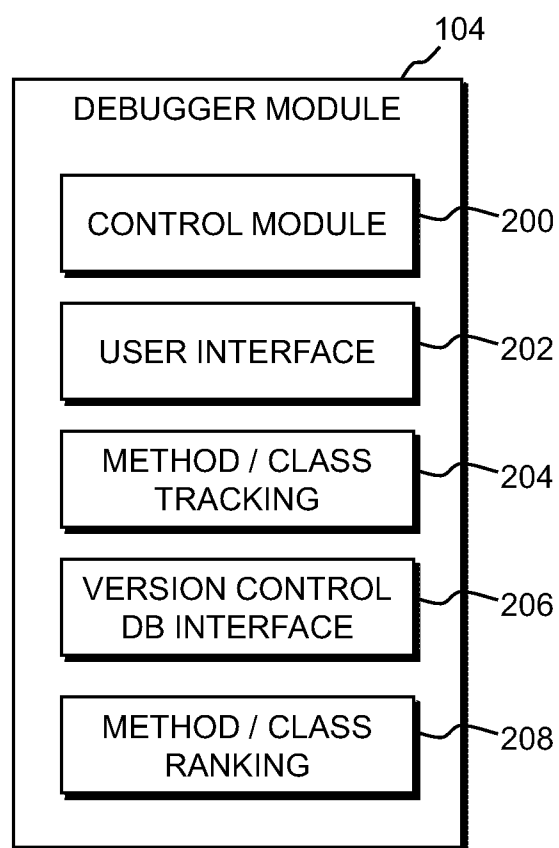 104
DEBUGGER MODULE
CONTROL MODULE
200
USER INTERFACE
202
METHOD / CLASS
TRACKING
204
VERSION CONTROL
DB INTERFACE
206
METHOD / CLASS
RANKING
208